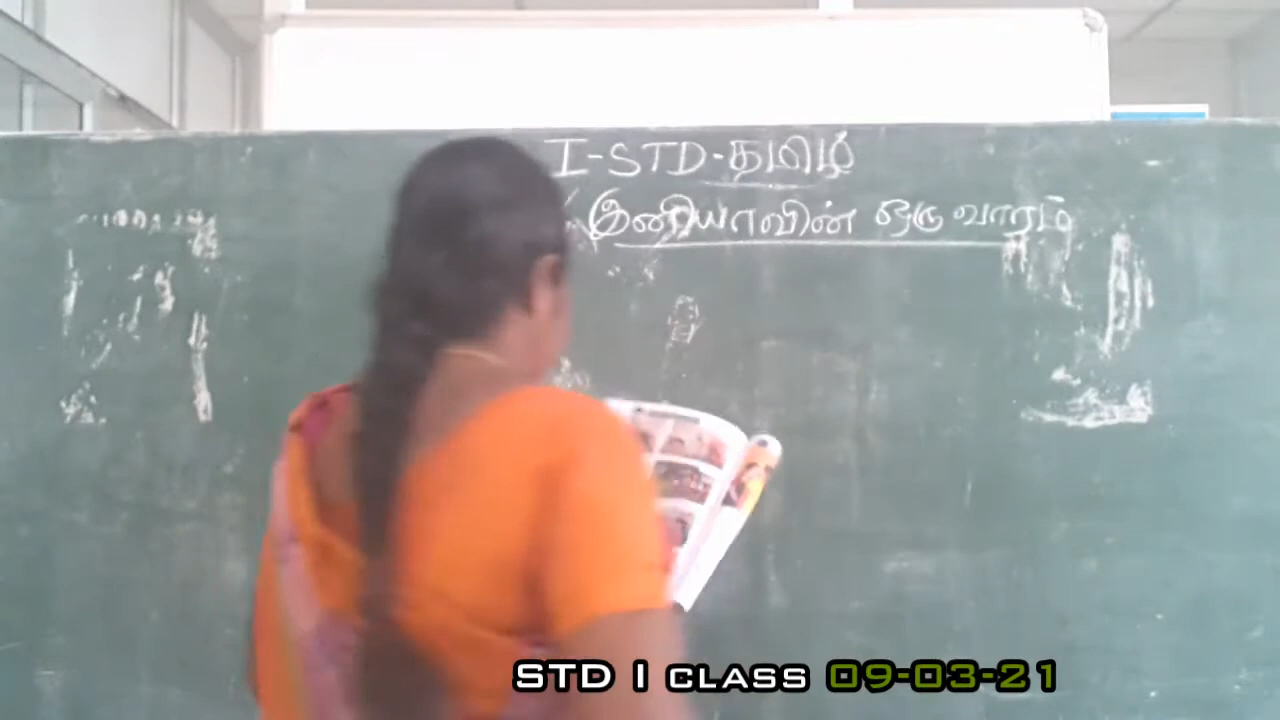 I-STD-தமிழ்
இனியாவின் ஒரு வாரம்
STD I CLASS 09-03-21